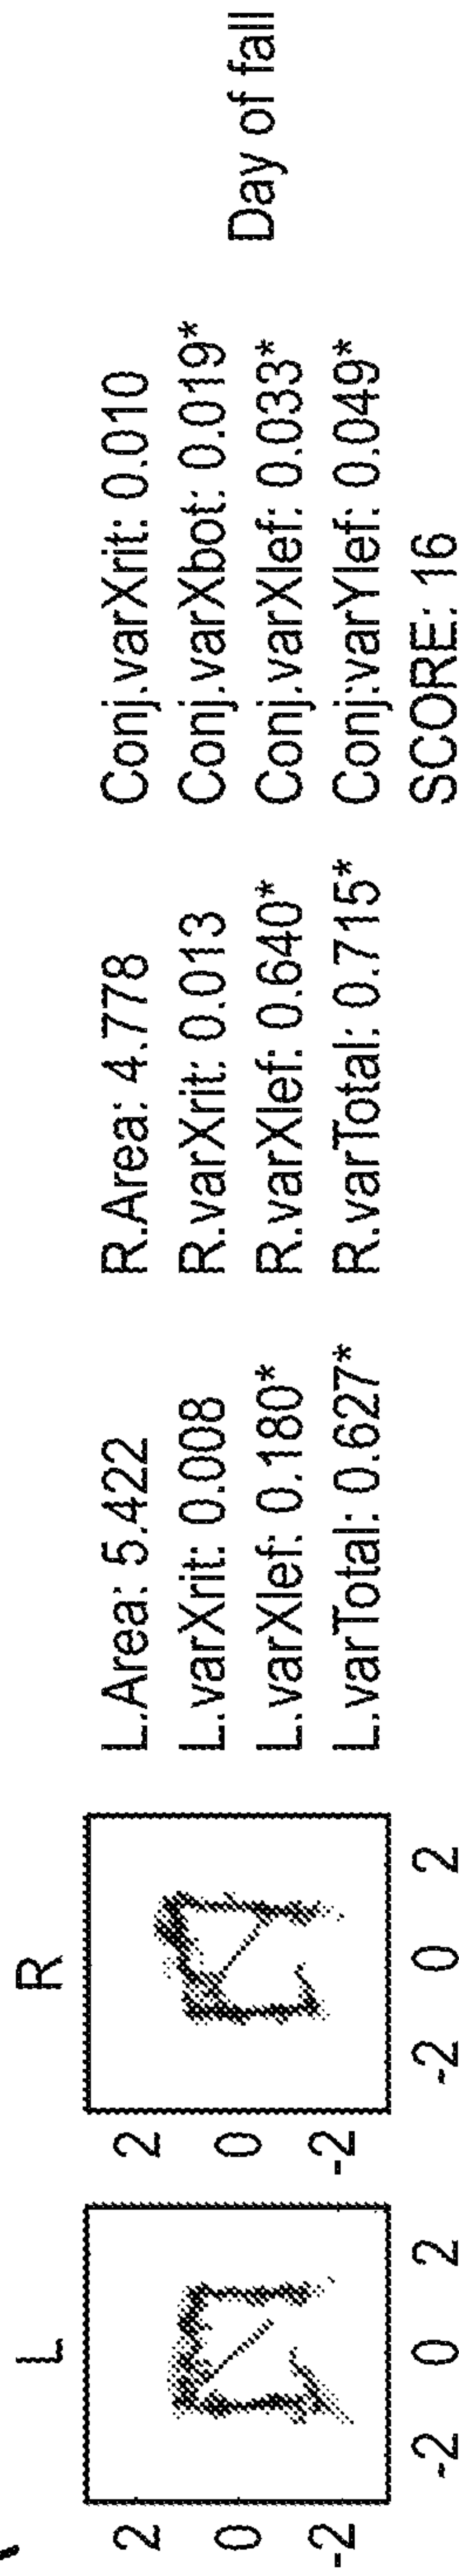 L
2
0
-2
-2 0 2
R
2
0
-2
-2 0 2
L.Area: 5.422
L.varXrit: 0.008
L.varXlef: 0.180*
L.varTotal: 0.627*
R.Area: 4.778
R.varXrit: 0.013
R.varXlef: 0.640*
R.varTotal: 0.715*
Conj.varXrit: 0.010
Conj.varXbot: 0.019*
Conj.varXlef: 0.033*
Conj.varYlef: 0.049*
SCORE: 16
Day of fall